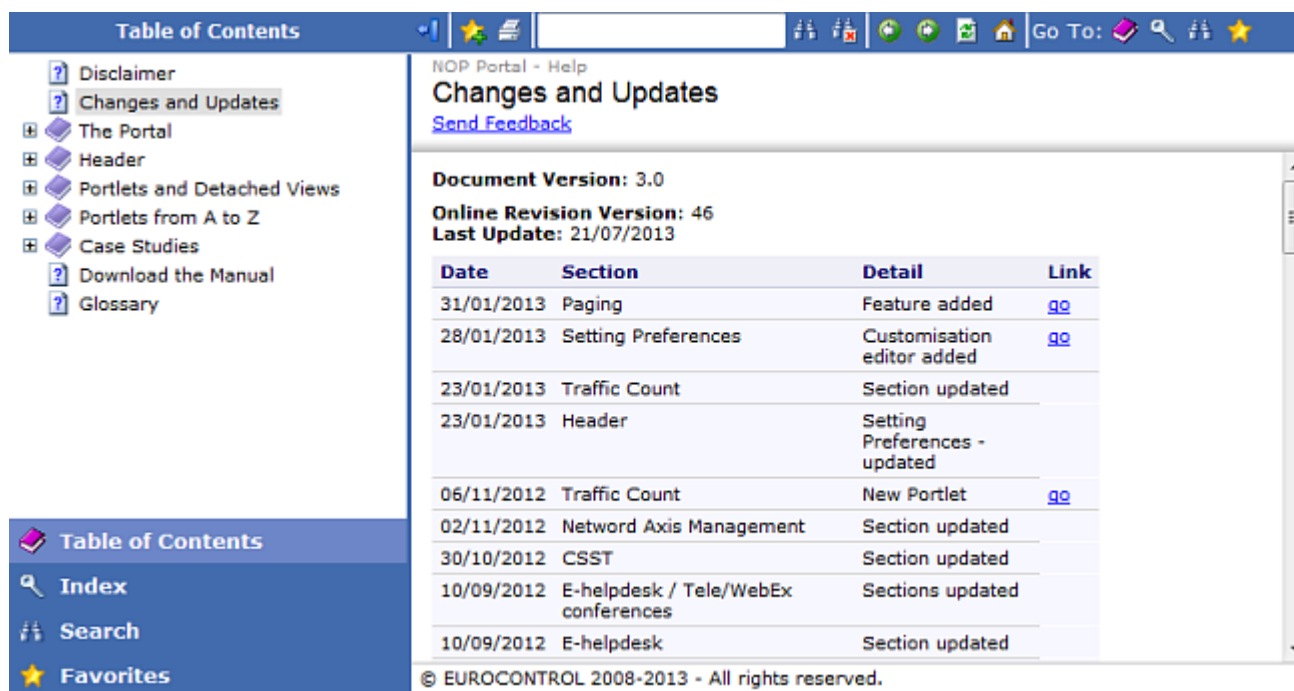 Table of Contents
Go To:
Disclaimer
Changes and Updates
The Portal
Header
Portlets and Detached Views
Portlets from A to Z
Case Studies
Download the Manual
Glossary
Table of Contents
Index
Search
Favorites
NOP Portal - Help
Changes and Updates
Send Feedback
Document Version: 3.0
Online Revision Version: 46
Last Update: 21/07/2013
Date Section Detail Link
31/01/2013 Paging Feature added go
28/01/2013 Setting Preferences Customisation go
editor added
23/01/2013 Traffic Count Section updated
23/01/2013 Header Setting
Preferences -
updated
06/11/2012 Traffic Count New Portlet go
02/11/2012 Netword Axis Management Section updated
30/10/2012 CSST Section updated
10/09/2012 E-helpdesk / Tele/WebEx Sections updated
conferences
10/09/2012 E-helpdesk Section updated
© EUROCONTROL 2008-2013 - All rights reserved.